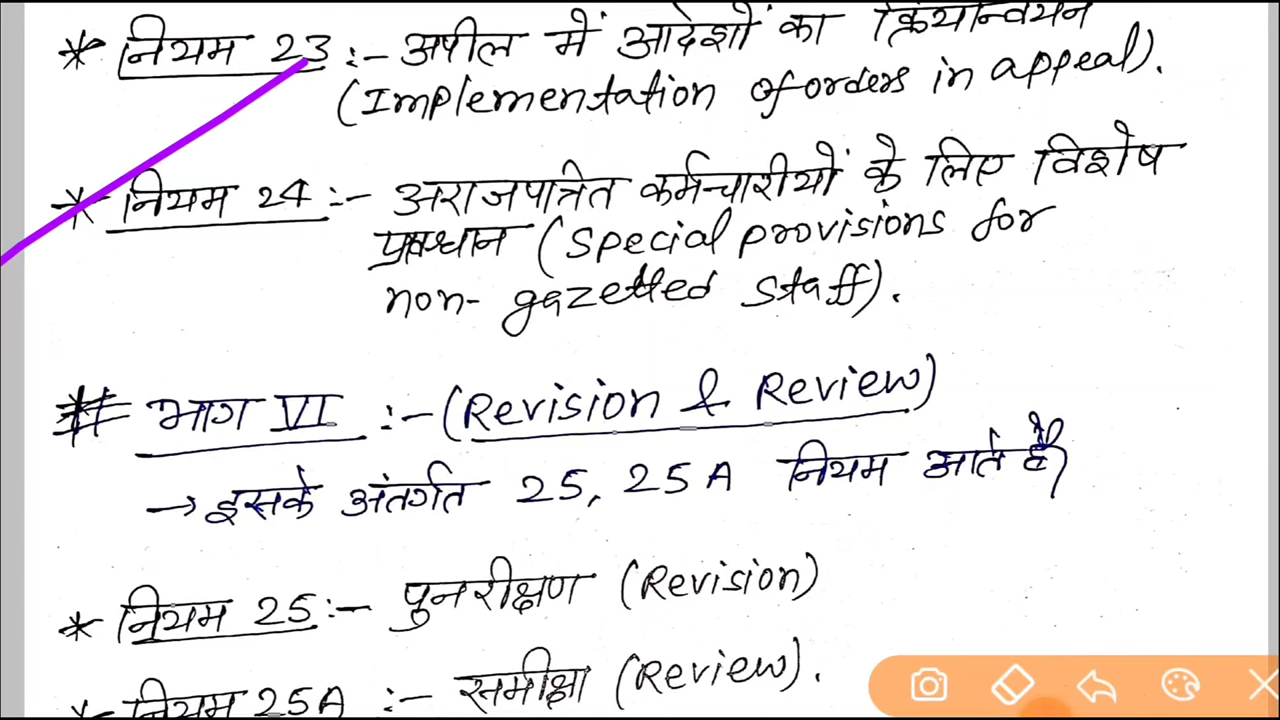 * नियम 23 :- अपील में आदेशों का क्रियान्वयन
(Implementation of orders in appeal).
* नियम 24 :- अराजपत्रित कर्मचारीयों के लिए विशेष
प्रावधान (Special provisions for
non-gazetted staff).
# भाग VI :- (Revision & Review)
→ इसके अंतर्गत 25, 25A नियम आते हैं
* नियम 25 :- पुनरीक्षण (Revision)
* नियम 25A :- समीक्षा (Review).